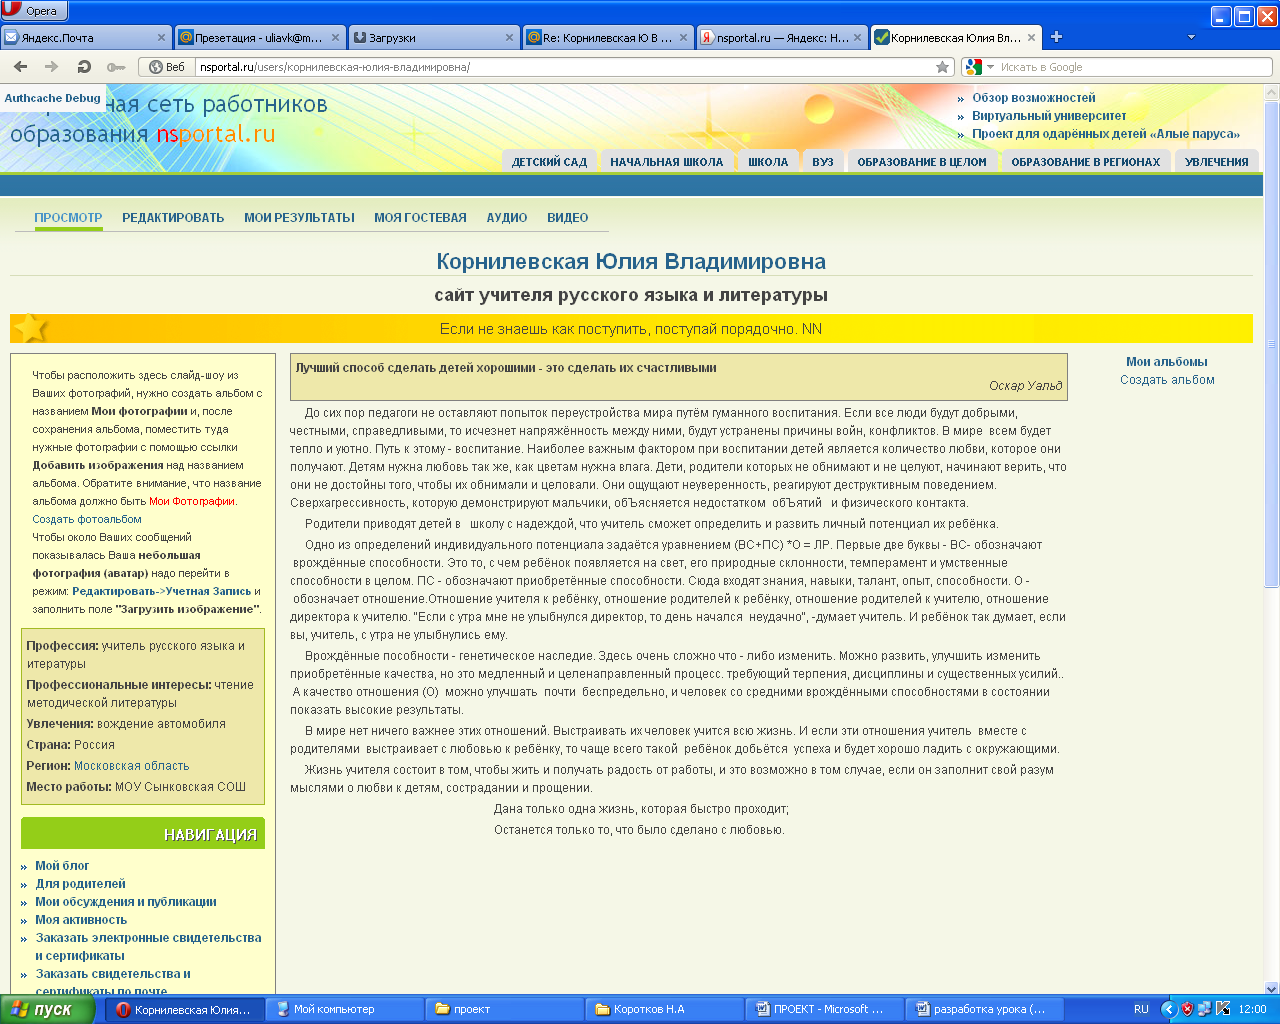 Opera
Яндекс.Почта
Презетация - uliavk@m...
Загрузки
Re: Корнилевская Ю В ...
nsportal.ru — Яндекс: Н...
Корнилевская Юлия Вл...
Веб
nsportal.ru/users/корнилевская-юлия-владимировна/
Искать в Google
Authcache Debug
ная сеть работников
образования nsportal.ru
» Обзор возможностей
» Виртуальный университет
» Проект для одарённых детей «Алые паруса»
ДЕТСКИЙ САД
НАЧАЛЬНАЯ ШКОЛА
ШКОЛА
ВУЗ
ОБРАЗОВАНИЕ В ЦЕЛОМ
ОБРАЗОВАНИЕ В РЕГИОНАХ
УВЛЕЧЕНИЯ
ПРОСМОТР
РЕДАКТИРОВАТЬ
МОИ РЕЗУЛЬТАТЫ
МОЯ ГОСТЕВАЯ
АУДИО
ВИДЕО
Корнилевская Юлия Владимировна
сайт учителя русского языка и литературы
Если не знаешь как поступить, поступай порядочно. NN
Чтобы расположить здесь слайд-шоу из
Ваших фотографий, нужно создать альбом с
названием Мои фотографии и, после
сохранения альбома, поместить туда
нужные фотографии с помощью ссылки
Добавить изображения над названием
альбома. Обратите внимание, что название
альбома должно быть Мои Фотографии.
Создать фотоальбом
Чтобы около Ваших сообщений
показывалась Ваша небольшая
фотография (аватар) надо перейти в
режим: Редактировать->Учетная Запись и
заполнить поле "Загрузить изображение".
Профессия: учитель русского языка и
итературы
Профессиональные интересы: чтение
методической литературы
Увлечения: вождение автомобиля
Страна: Россия
Регион: Московская область
Место работы: МОУ Сынковская СОШ
НАВИГАЦИЯ
» Мой блог
» Для родителей
» Мои обсуждения и публикации
» Моя активность
» Заказать электронные свидетельства
и сертификаты
» Заказать свидетельства и
сертификаты по почте
Лучший способ сделать детей хорошими - это сделать их счастливыми
Оскар Уальд
До сих пор педагоги не оставляют попыток переустройства мира путём гуманного воспитания. Если все люди будут добрыми,
честными, справедливыми, то исчезнет напряжённость между ними, будут устранены причины войн, конфликтов. В мире всем будет
тепло и уютно. Путь к этому - воспитание. Наиболее важным фактором при воспитании детей является количество любви, которое они
получают. Детям нужна любовь так же, как цветам нужна влага. Дети, родители которых не обнимают и не целуют, начинают верить, что
они не достойны того, чтобы их обнимали и целовали. Они ощущают неуверенность, реагируют деструктивным поведением.
Сверхагрессивность, которую демонстрируют мальчики, обЪясняется недостатком обЪятий и физического контакта.
Родители приводят детей в школу с надеждой, что учитель сможет определить и развить личный потенциал их ребёнка.
Одно из определений индивидуального потенциала задаётся уравнением (ВС+ПС) *О = ЛР. Первые две буквы - ВС- обозначают
врождённые способности. Это то, с чем ребёнок появляется на свет, его природные склонности, темперамент и умственные
способности в целом. ПС - обозначают приобретённые способности. Сюда входят знания, навыки, талант, опыт, способности. О -
обозначает отношение.Отношение учителя к ребёнку, отношение родителей к ребёнку, отношение родителей к учителю, отношение
директора к учителю. "Если с утра мне не улыбнулся директор, то день начался неудачно", -думает учитель. И ребёнок так думает, если
вы, учитель, с утра не улыбнулись ему.
Врождённые пособности - генетическое наследие. Здесь очень сложно что - либо изменить. Можно развить, улучшить изменить
приобретённые качества, но это медленный и целенаправленный процесс. требующий терпения, дисциплины и существенных усилий..
А качество отношения (О) можно улучшать почти беспредельно, и человек со средними врождёнными способностями в состоянии
показать высокие результаты.
В мире нет ничего важнее этих отношений. Выстраивать их человек учится всю жизнь. И если эти отношения учитель вместе с
родителями выстраивает с любовью к ребёнку, то чаще всего такой ребёнок добьётся успеха и будет хорошо ладить с окружающими.
Жизнь учителя состоит в том, чтобы жить и получать радость от работы, и это возможно в том случае, если он заполнит свой разум
мыслями о любви к детям, сострадании и прощении.
Дана только одна жизнь, которая быстро проходит;
Останется только то, что было сделано с любовью.
Мои альбомы
Создать альбом
пуск
Корнилевская Юлия...
Мой компьютер
проект
Коротков Н.А
ПРОЕКТ - Microsoft ...
разработка урока (...
RU
12:00